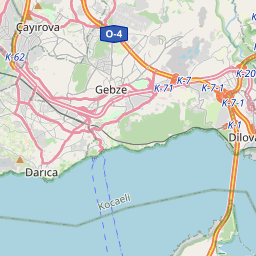 Çayırova
O-4
K-62
K-7
K-20
Gebze
K-71
K-7-1
K-7-1
K-1
Dilova
Darıca
Kocaeli